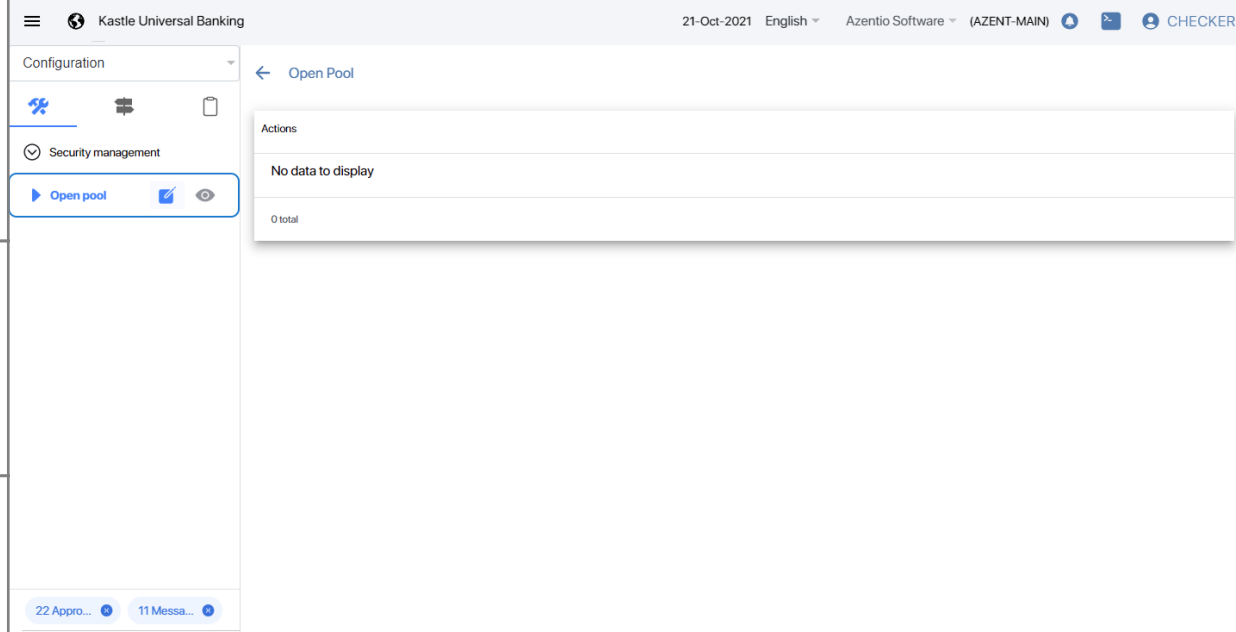 Kastle Universal Banking
21-Oct-2021 English Azentio Software (AZENT-MAIN) CHECKER
Configuration
Open Pool
Actions
Security management
No data to display
Open pool
0 total
22 Appro... 11 Messa...